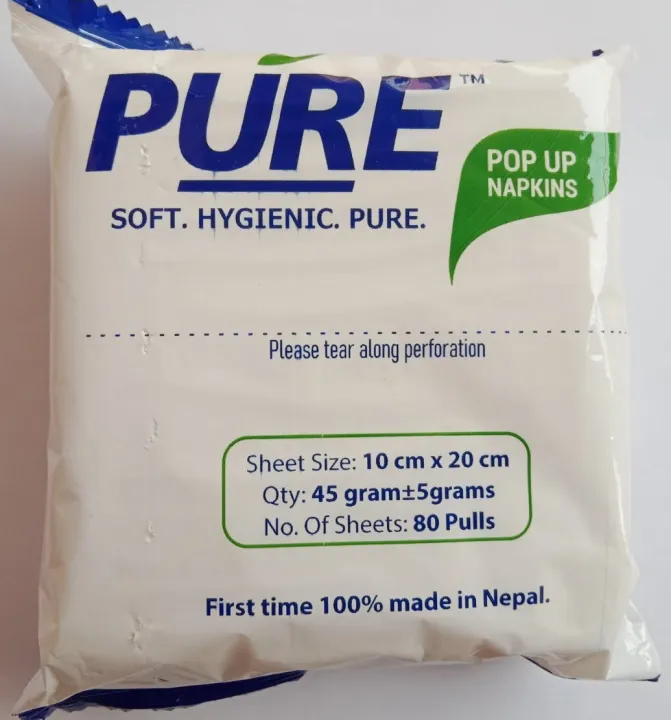 PURE™
POP UP
NAPKINS
SOFT. HYGIENIC. PURE.
Please tear along perforation
Sheet Size: 10 cm x 20 cm
Qty: 45 gram±5grams
No. Of Sheets: 80 Pulls
First time 100% made in Nepal.